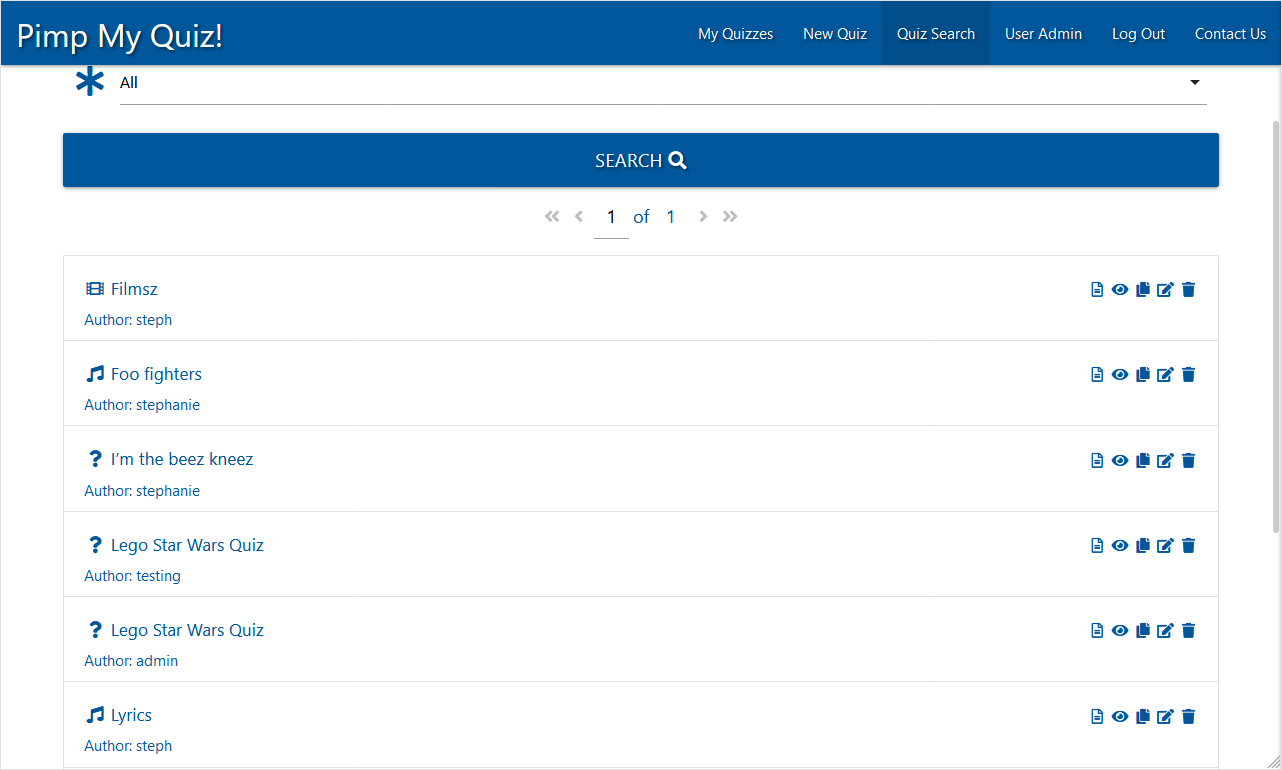 Pimp My Quiz! My Quizzes New Quiz Quiz Search User Admin Log Out Contact Us
All
SEARCH
1 of 1
Filmsz
Author: steph
Foo fighters
Author: stephanie
I’m the beez kneez
Author: stephanie
Lego Star Wars Quiz
Author: testing
Lego Star Wars Quiz
Author: admin
Lyrics
Author: steph